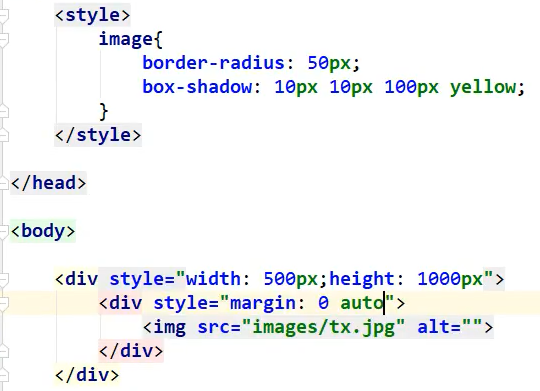 <style>
image{
border-radius: 50px;
box-shadow: 10px 10px 100px yellow;
}
</style>
</head>
<body>
<div style="width: 500px;height: 1000px">
<div style="margin: 0 auto">
<img src="images/tx.jpg" alt="">
</div>
</div>